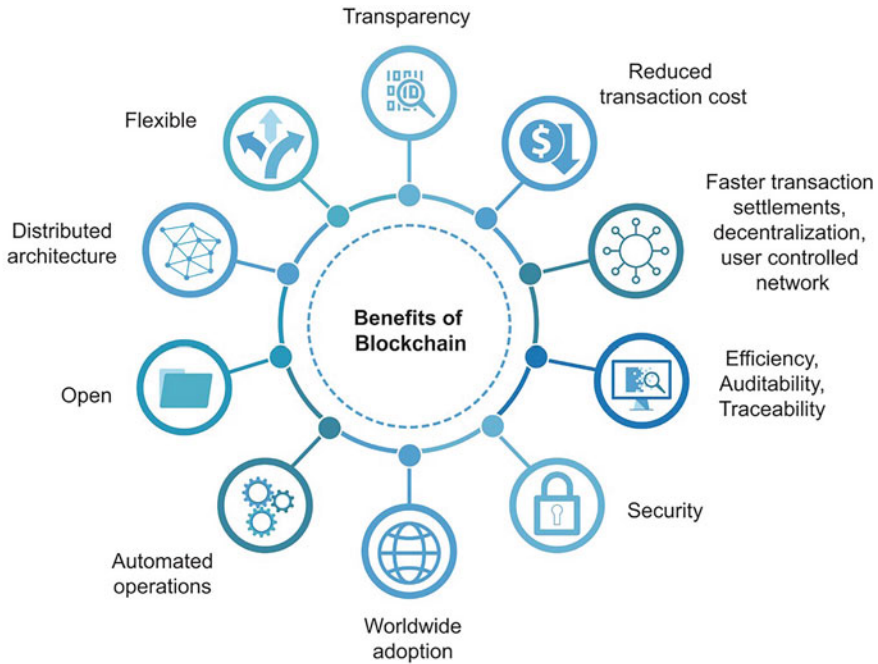 Transparency
Reduced
transaction cost
Faster transaction
settlements,
decentralization,
user controlled
network
Efficiency,
Auditability,
Traceability
Security
Worldwide
adoption
Automated
operations
Open
Distributed
architecture
Flexible
Benefits of
Blockchain
ID
$